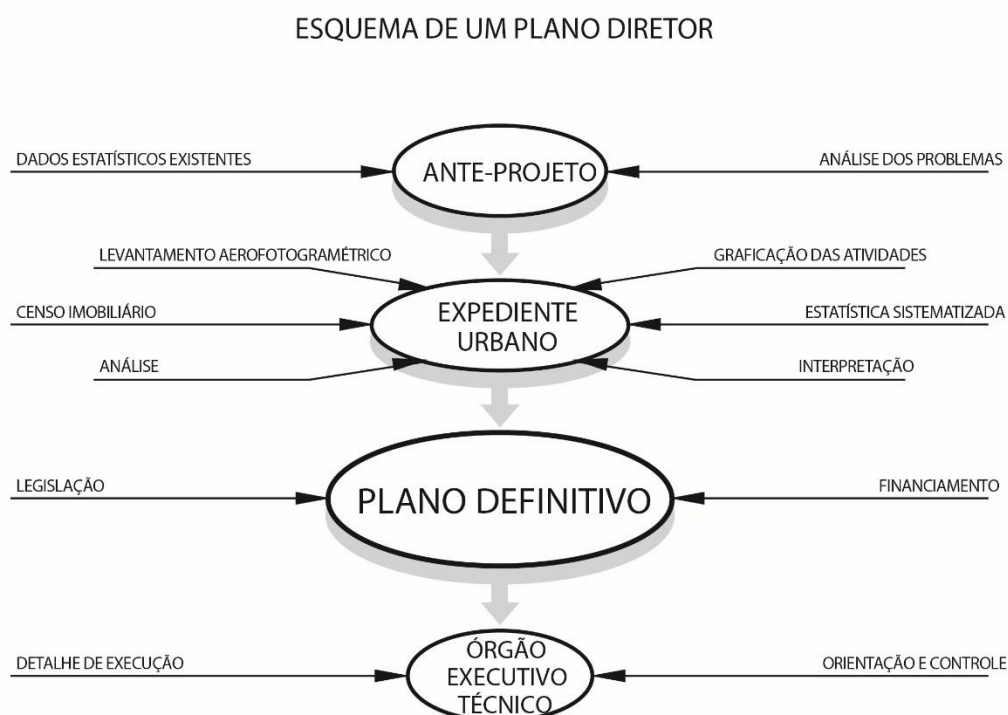 ESQUEMA DE UM PLANO DIRETOR
DADOS ESTATÍSTICOS EXISTENTES
ANTE-PROJETO
ANÁLISE DOS PROBLEMAS
LEVANTAMENTO AEROFOTOGRAMÉTRICO
GRAFICAÇÃO DAS ATIVIDADES
CENSO IMOBILIÁRIO
EXPEDIENTE
URBANO
ESTATÍSTICA SISTEMATIZADA
ANÁLISE
INTERPRETAÇÃO
LEGISLAÇÃO
PLANO DEFINITIVO
FINANCIAMENTO
DETALHE DE EXECUÇÃO
ÓRGÃO
EXECUTIVO
TÉCNICO
ORIENTAÇÃO E CONTROLE